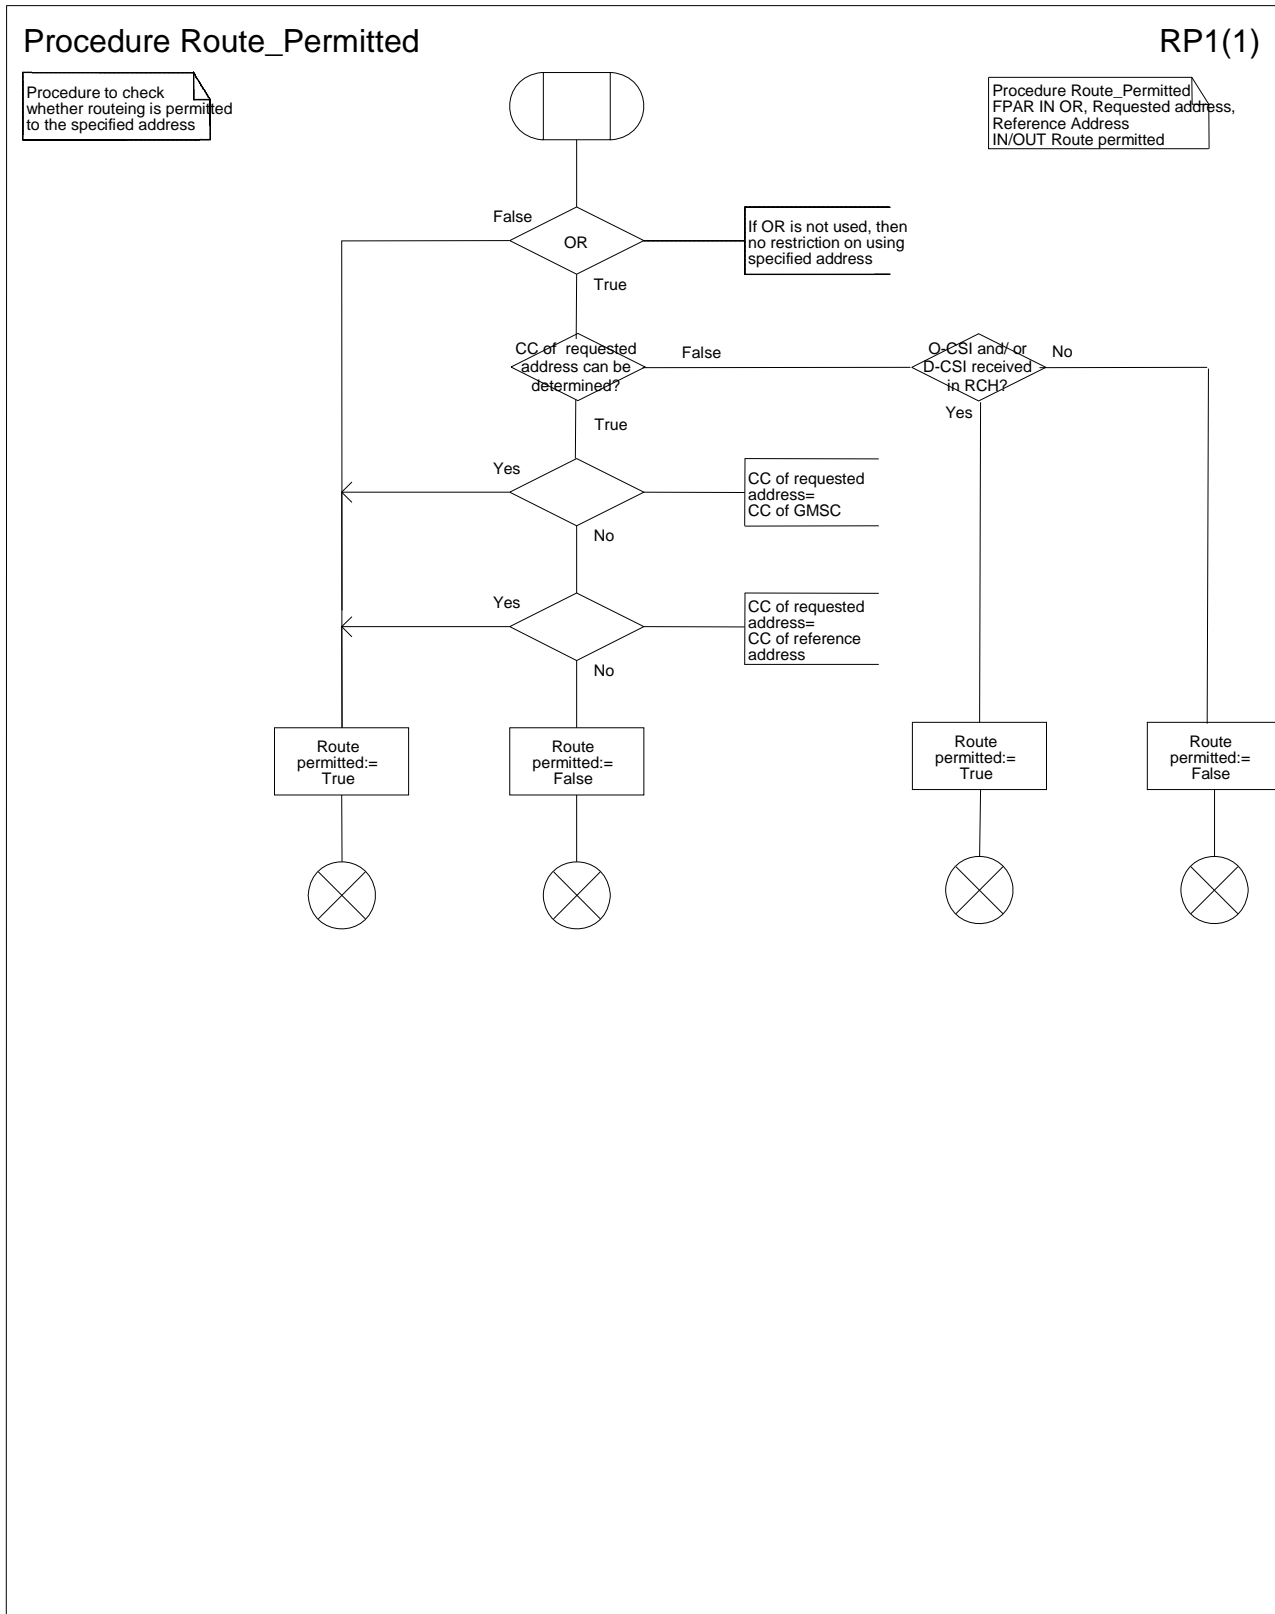 Procedure Route_Permitted
RP1(1)
Procedure to check
whether routeing is permitted
to the specified address
Procedure Route_Permitted
FPAR IN OR, Requested address,
Reference Address
IN/OUT Route permitted
False
OR
If OR is not used, then
no restriction on using
specified address
True
CC of requested
address can be
determined?
False
O-CSI and/ or
D-CSI received
in RCH?
No
True
Yes
Yes
CC of requested
address=
CC of GMSC
No
Yes
CC of requested
address=
CC of reference
address
No
Route
permitted:=
True
Route
permitted:=
False
Route
permitted:=
True
Route
permitted:=
False